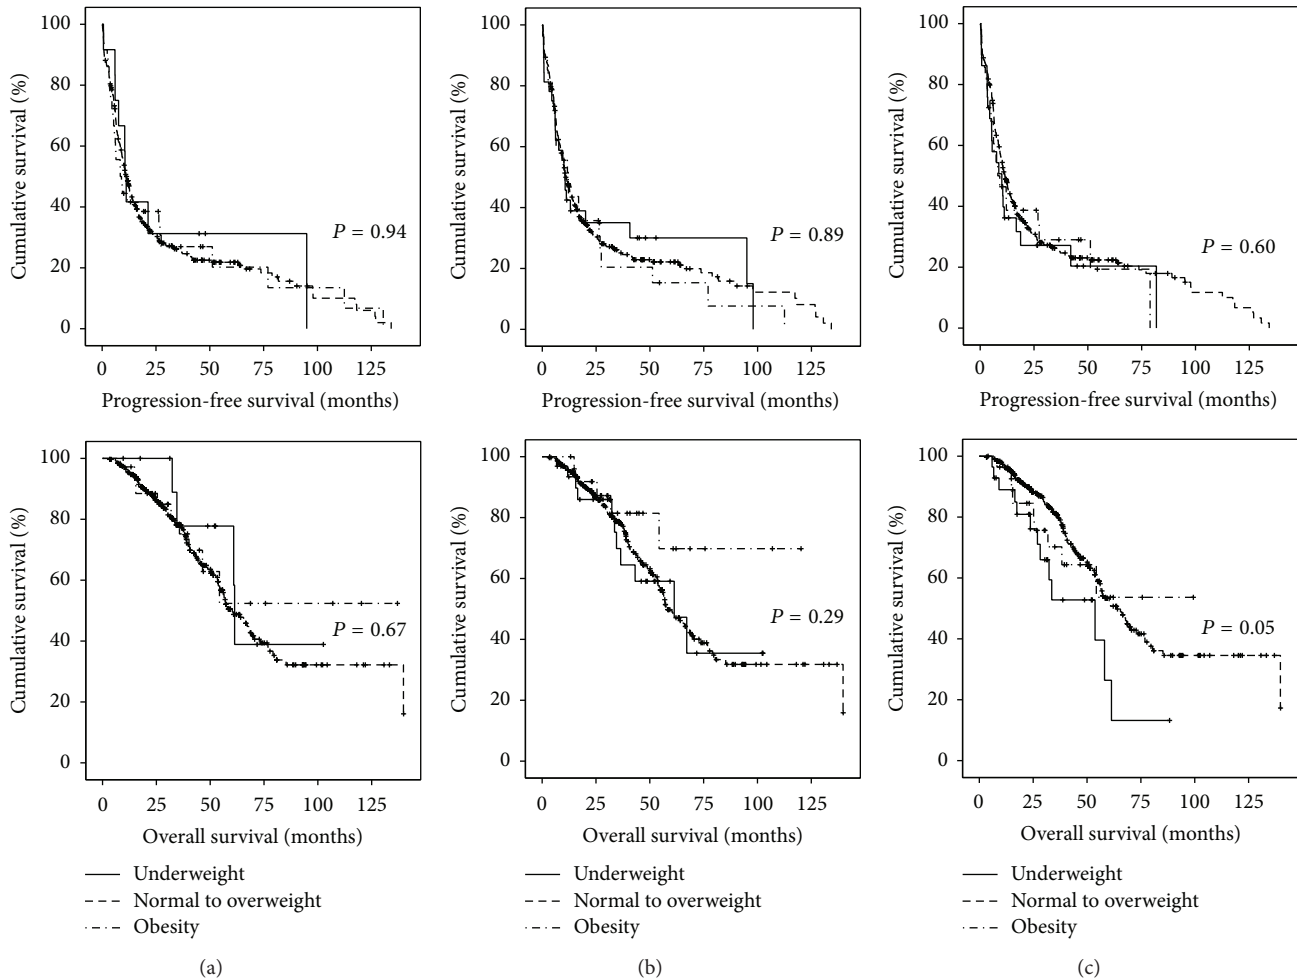 100
80
60
40
20
0
Cumulative survival (%)
P = 0.94
0 25 50 75 100 125
Progression-free survival (months)
100
80
60
40
20
0
Cumulative survival (%)
P = 0.89
0 25 50 75 100 125
Progression-free survival (months)
100
80
60
40
20
0
Cumulative survival (%)
P = 0.60
0 25 50 75 100 125
Progression-free survival (months)
100
80
60
40
20
0
Cumulative survival (%)
P = 0.67
0 25 50 75 100 125
Overall survival (months)
Underweight
Normal to overweight
Obesity
(a)
100
80
60
40
20
0
Cumulative survival (%)
P = 0.29
0 25 50 75 100 125
Overall survival (months)
Underweight
Normal to overweight
Obesity
(b)
100
80
60
40
20
0
Cumulative survival (%)
P = 0.05
0 25 50 75 100 125
Overall survival (months)
Underweight
Normal to overweight
Obesity
(c)